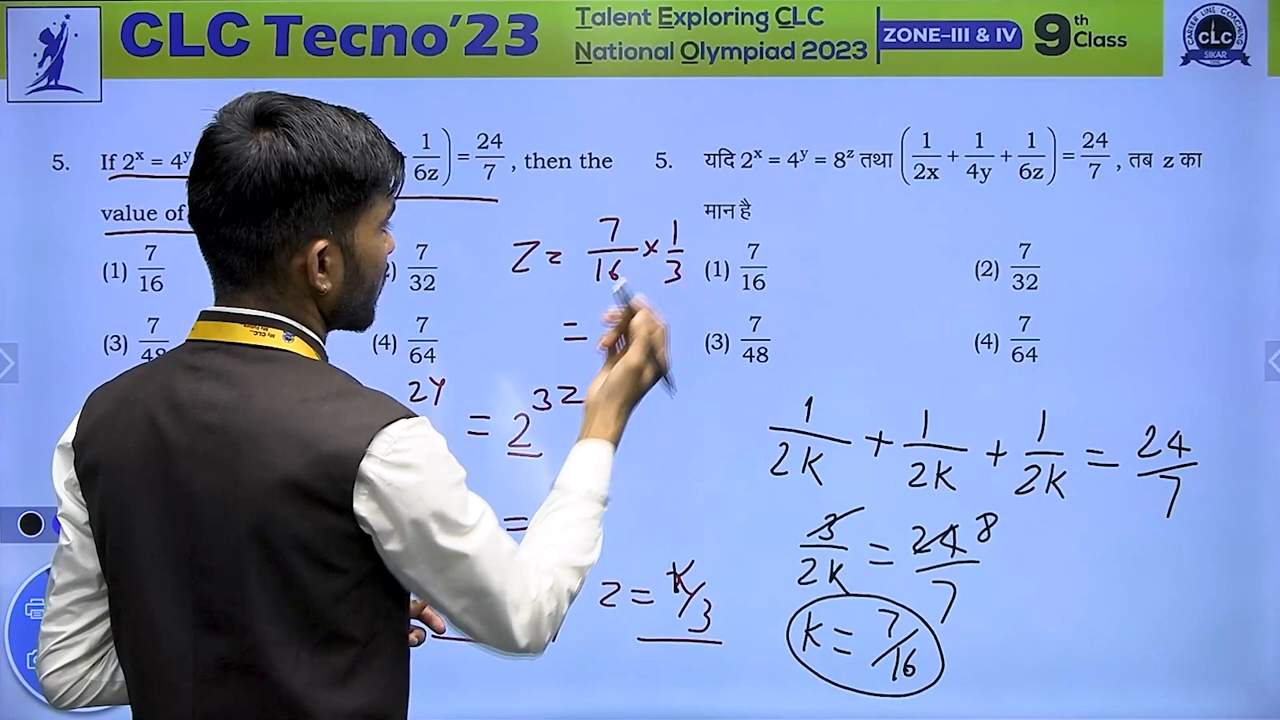 CLC Tecno'23
Talent Exploring CLC
National Olympiad 2023
ZONE-III & IV
9th Class
CLC
SIKAR
5. If 2^x = 4^y 1/6z) = 24/7, then the
value of
(1) 7/16
7/32
(3) 7/48
(4) 7/64
5. यदि 2^x = 4^y = 8^z तथा (1/2x + 1/4y + 1/6z) = 24/7, तब z का
मान है
(1) 7/16 (2) 7/32
(3) 7/48 (4) 7/64
z = 7/16 × 1/3
=
2y = 2^3z
=
z = k/3
1/2k + 1/2k + 1/2k = 24/7
3/2k = 24 8/7
k = 7/16